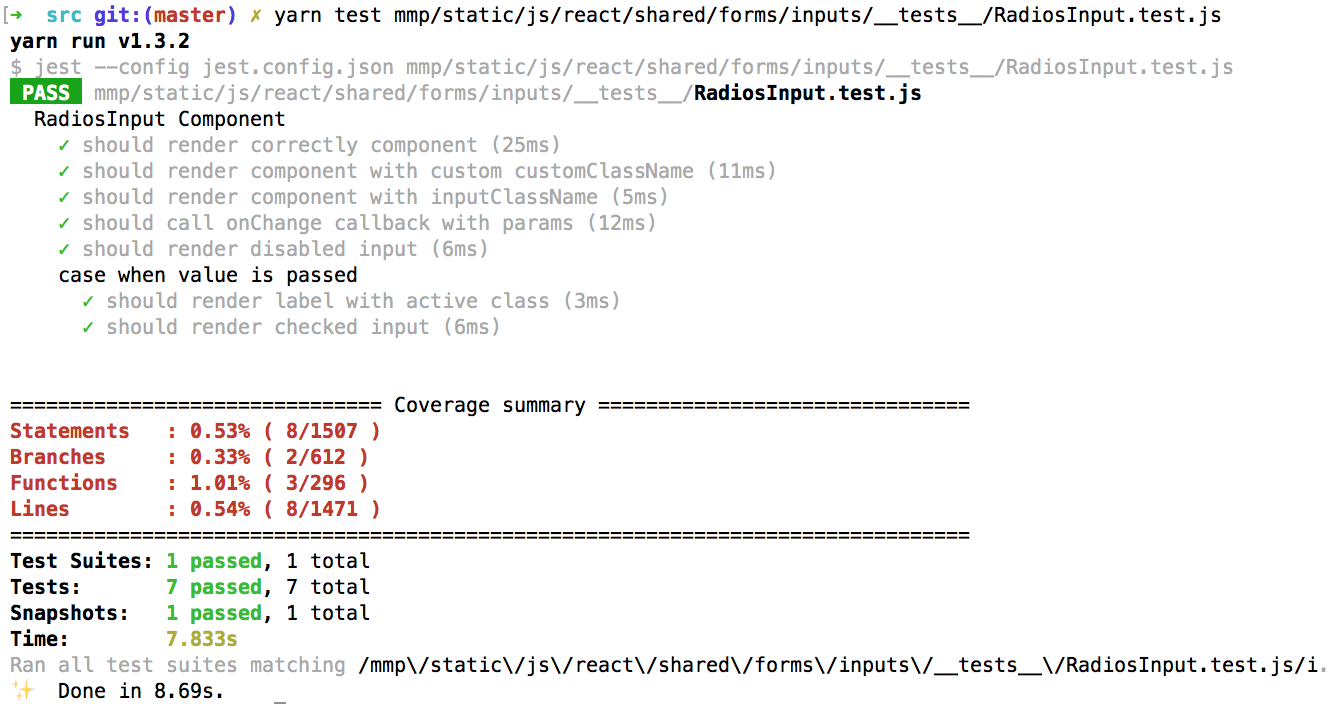 [➜  src git:(master) ✗ yarn test mmp/static/js/react/shared/forms/inputs/__tests__/RadiosInput.test.js
yarn run v1.3.2
$ jest --config jest.config.json mmp/static/js/react/shared/forms/inputs/__tests__/RadiosInput.test.js
PASS mmp/static/js/react/shared/forms/inputs/__tests__/RadiosInput.test.js
RadiosInput Component
✓ should render correctly component (25ms)
✓ should render component with custom customClassName (11ms)
✓ should render component with inputClassName (5ms)
✓ should call onChange callback with params (12ms)
✓ should render disabled input (6ms)
case when value is passed
✓ should render label with active class (3ms)
✓ should render checked input (6ms)
=============================== Coverage summary ===============================
Statements   : 0.53% ( 8/1507 )
Branches     : 0.33% ( 2/612 )
Functions    : 1.01% ( 3/296 )
Lines        : 0.54% ( 8/1471 )
================================================================================
Test Suites: 1 passed, 1 total
Tests:       7 passed, 7 total
Snapshots:   1 passed, 1 total
Time:        7.833s
Ran all test suites matching /mmp\/static\/js\/react\/shared\/forms\/inputs\/__tests__\/RadiosInput.test.js/i.
✨  Done in 8.69s.